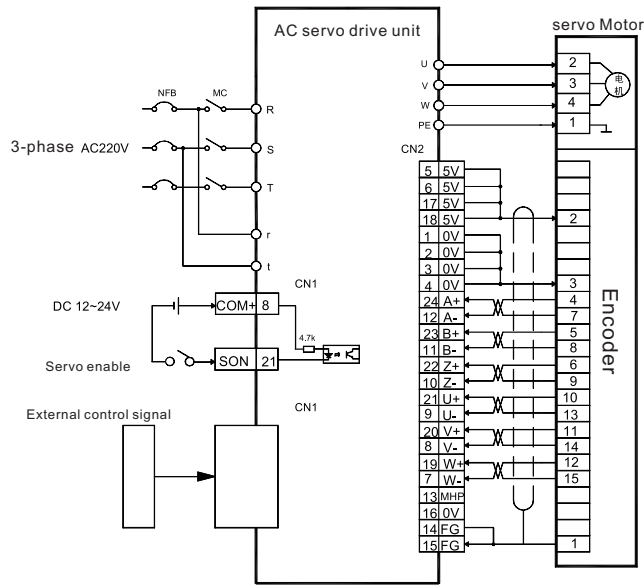 AC servo drive unit
servo Motor
U
V
W
PE
2
3
4
1
电机
NFB
MC
R
S
T
r
t
3-phase AC220V
CN2
5 5V
6 5V
17 5V
18 5V
1 0V
2 0V
3 0V
4 0V
24 A+
12 A-
23 B+
11 B-
22 Z+
10 Z-
21 U+
9 U-
20 V+
8 V-
19 W+
7 W-
13 MHP
16 0V
14 FG
15 FG
2
3
4
7
5
8
6
9
10
13
11
14
12
15
1
Encoder
CN1
DC 12~24V
COM+ 8
4.7k
Servo enable
SON 21
CN1
External control signal